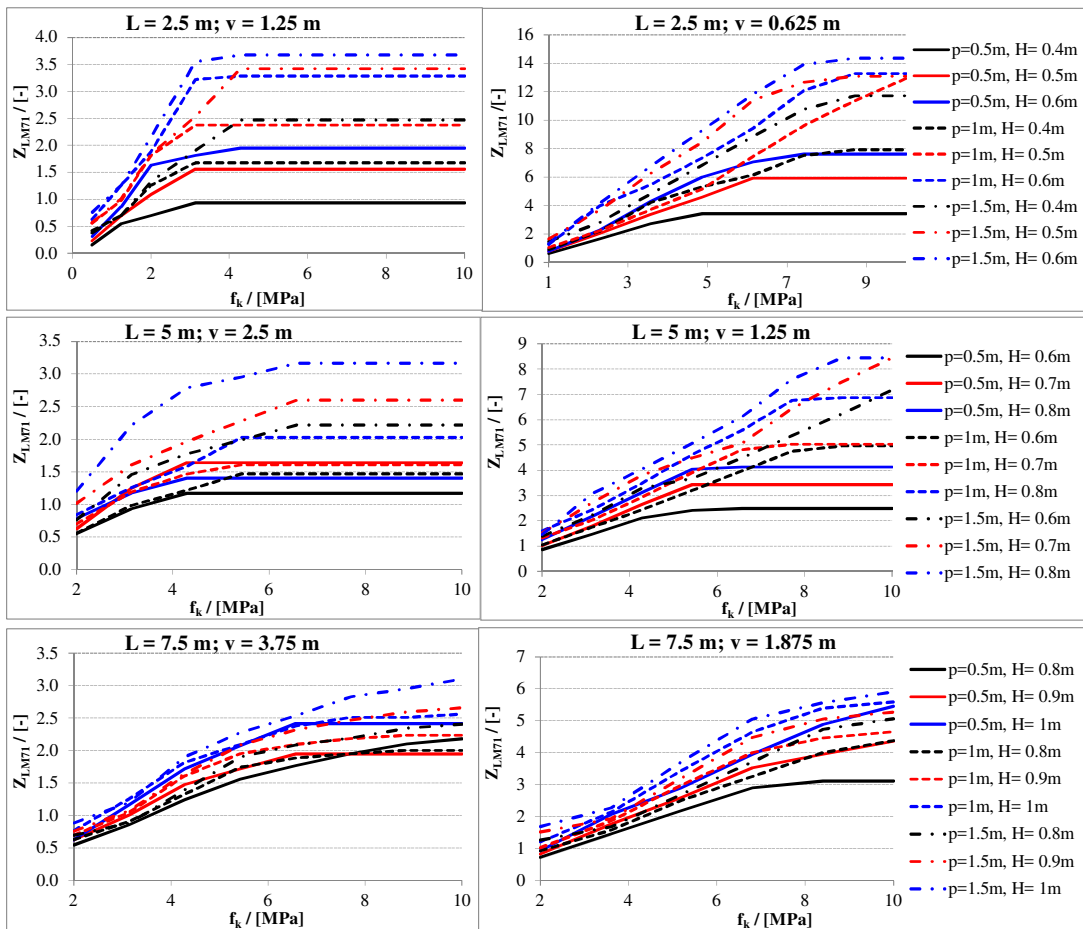 L = 2.5 m; v = 1.25 m
4.0
3.5
3.0
2.5
2.0
1.5
1.0
0.5
0.0
Z_LM71 / [-]
0 2 4 6 8 10
f_k / [MPa]
L = 2.5 m; v = 0.625 m
16
14
12
10
8
6
4
2
0
Z_LM71 / [-]
1 3 5 7 9
f_k / [MPa]
p=0.5m, H= 0.4m
p=0.5m, H= 0.5m
p=0.5m, H= 0.6m
p=1m, H= 0.4m
p=1m, H= 0.5m
p=1m, H= 0.6m
p=1.5m, H= 0.4m
p=1.5m, H= 0.5m
p=1.5m, H= 0.6m
L = 5 m; v = 2.5 m
3.5
3.0
2.5
2.0
1.5
1.0
0.5
0.0
Z_LM71 / [-]
2 4 6 8 10
f_k / [MPa]
L = 5 m; v = 1.25 m
9
8
7
6
5
4
3
2
1
0
Z_LM71 / [-]
2 4 6 8 10
f_k / [MPa]
p=0.5m, H= 0.6m
p=0.5m, H= 0.7m
p=0.5m, H= 0.8m
p=1m, H= 0.6m
p=1m, H= 0.7m
p=1m, H= 0.8m
p=1.5m, H= 0.6m
p=1.5m, H= 0.7m
p=1.5m, H= 0.8m
L = 7.5 m; v = 3.75 m
3.5
3.0
2.5
2.0
1.5
1.0
0.5
0.0
Z_LM71 / [-]
2 4 6 8 10
f_k / [MPa]
L = 7.5 m; v = 1.875 m
7
6
5
4
3
2
1
0
Z_LM71 / [-]
2 4 6 8 10
f_k / [MPa]
p=0.5m, H= 0.8m
p=0.5m, H= 0.9m
p=0.5m, H= 1m
p=1m, H= 0.8m
p=1m, H= 0.9m
p=1m, H= 1m
p=1.5m, H= 0.8m
p=1.5m, H= 0.9m
p=1.5m, H= 1m